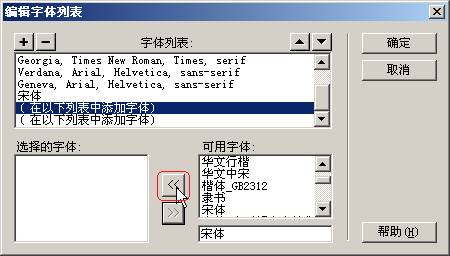 编辑字体列表
字体列表:
Georgia, Times New Roman, Times, serif
Verdana, Arial, Helvetica, sans-serif
Geneva, Arial, Helvetica, sans-serif
宋体
(在以下列表中添加字体)
(在以下列表中添加字体)
确定
取消
选择的字体:
可用字体:
华文行楷
华文中宋
楷体_GB2312
隶书
宋体
<<
>>
宋体
帮助(H)